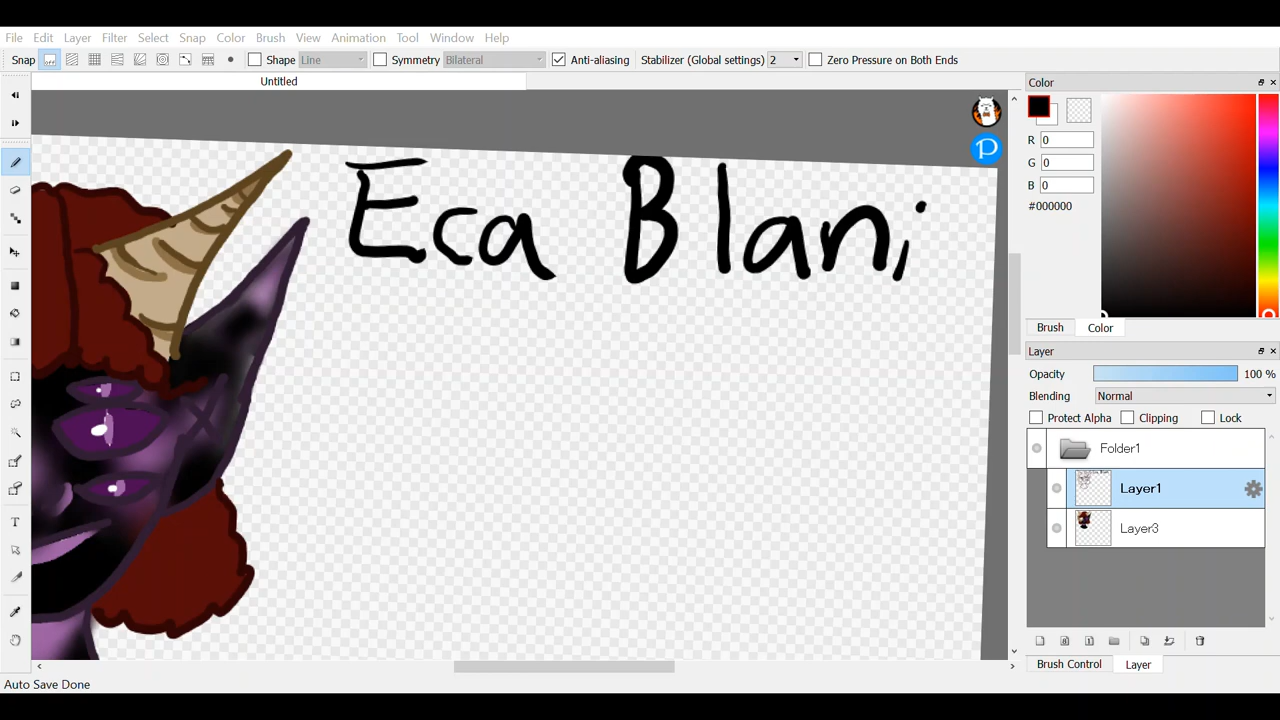 File Edit Layer Filter Select Snap Color Brush View Animation Tool Window Help
Snap OFF Shape Line Symmetry Bilateral Anti-aliasing Stabilizer (Global settings) 2 Zero Pressure on Both Ends
Untitled
Eca Blani
Color
R 0
G 0
B 0
#000000
Brush Color
Layer
Opacity 100 %
Blending Normal
Protect Alpha Clipping Lock
Folder1
Layer1
Layer3
Brush Control Layer
Auto Save Done